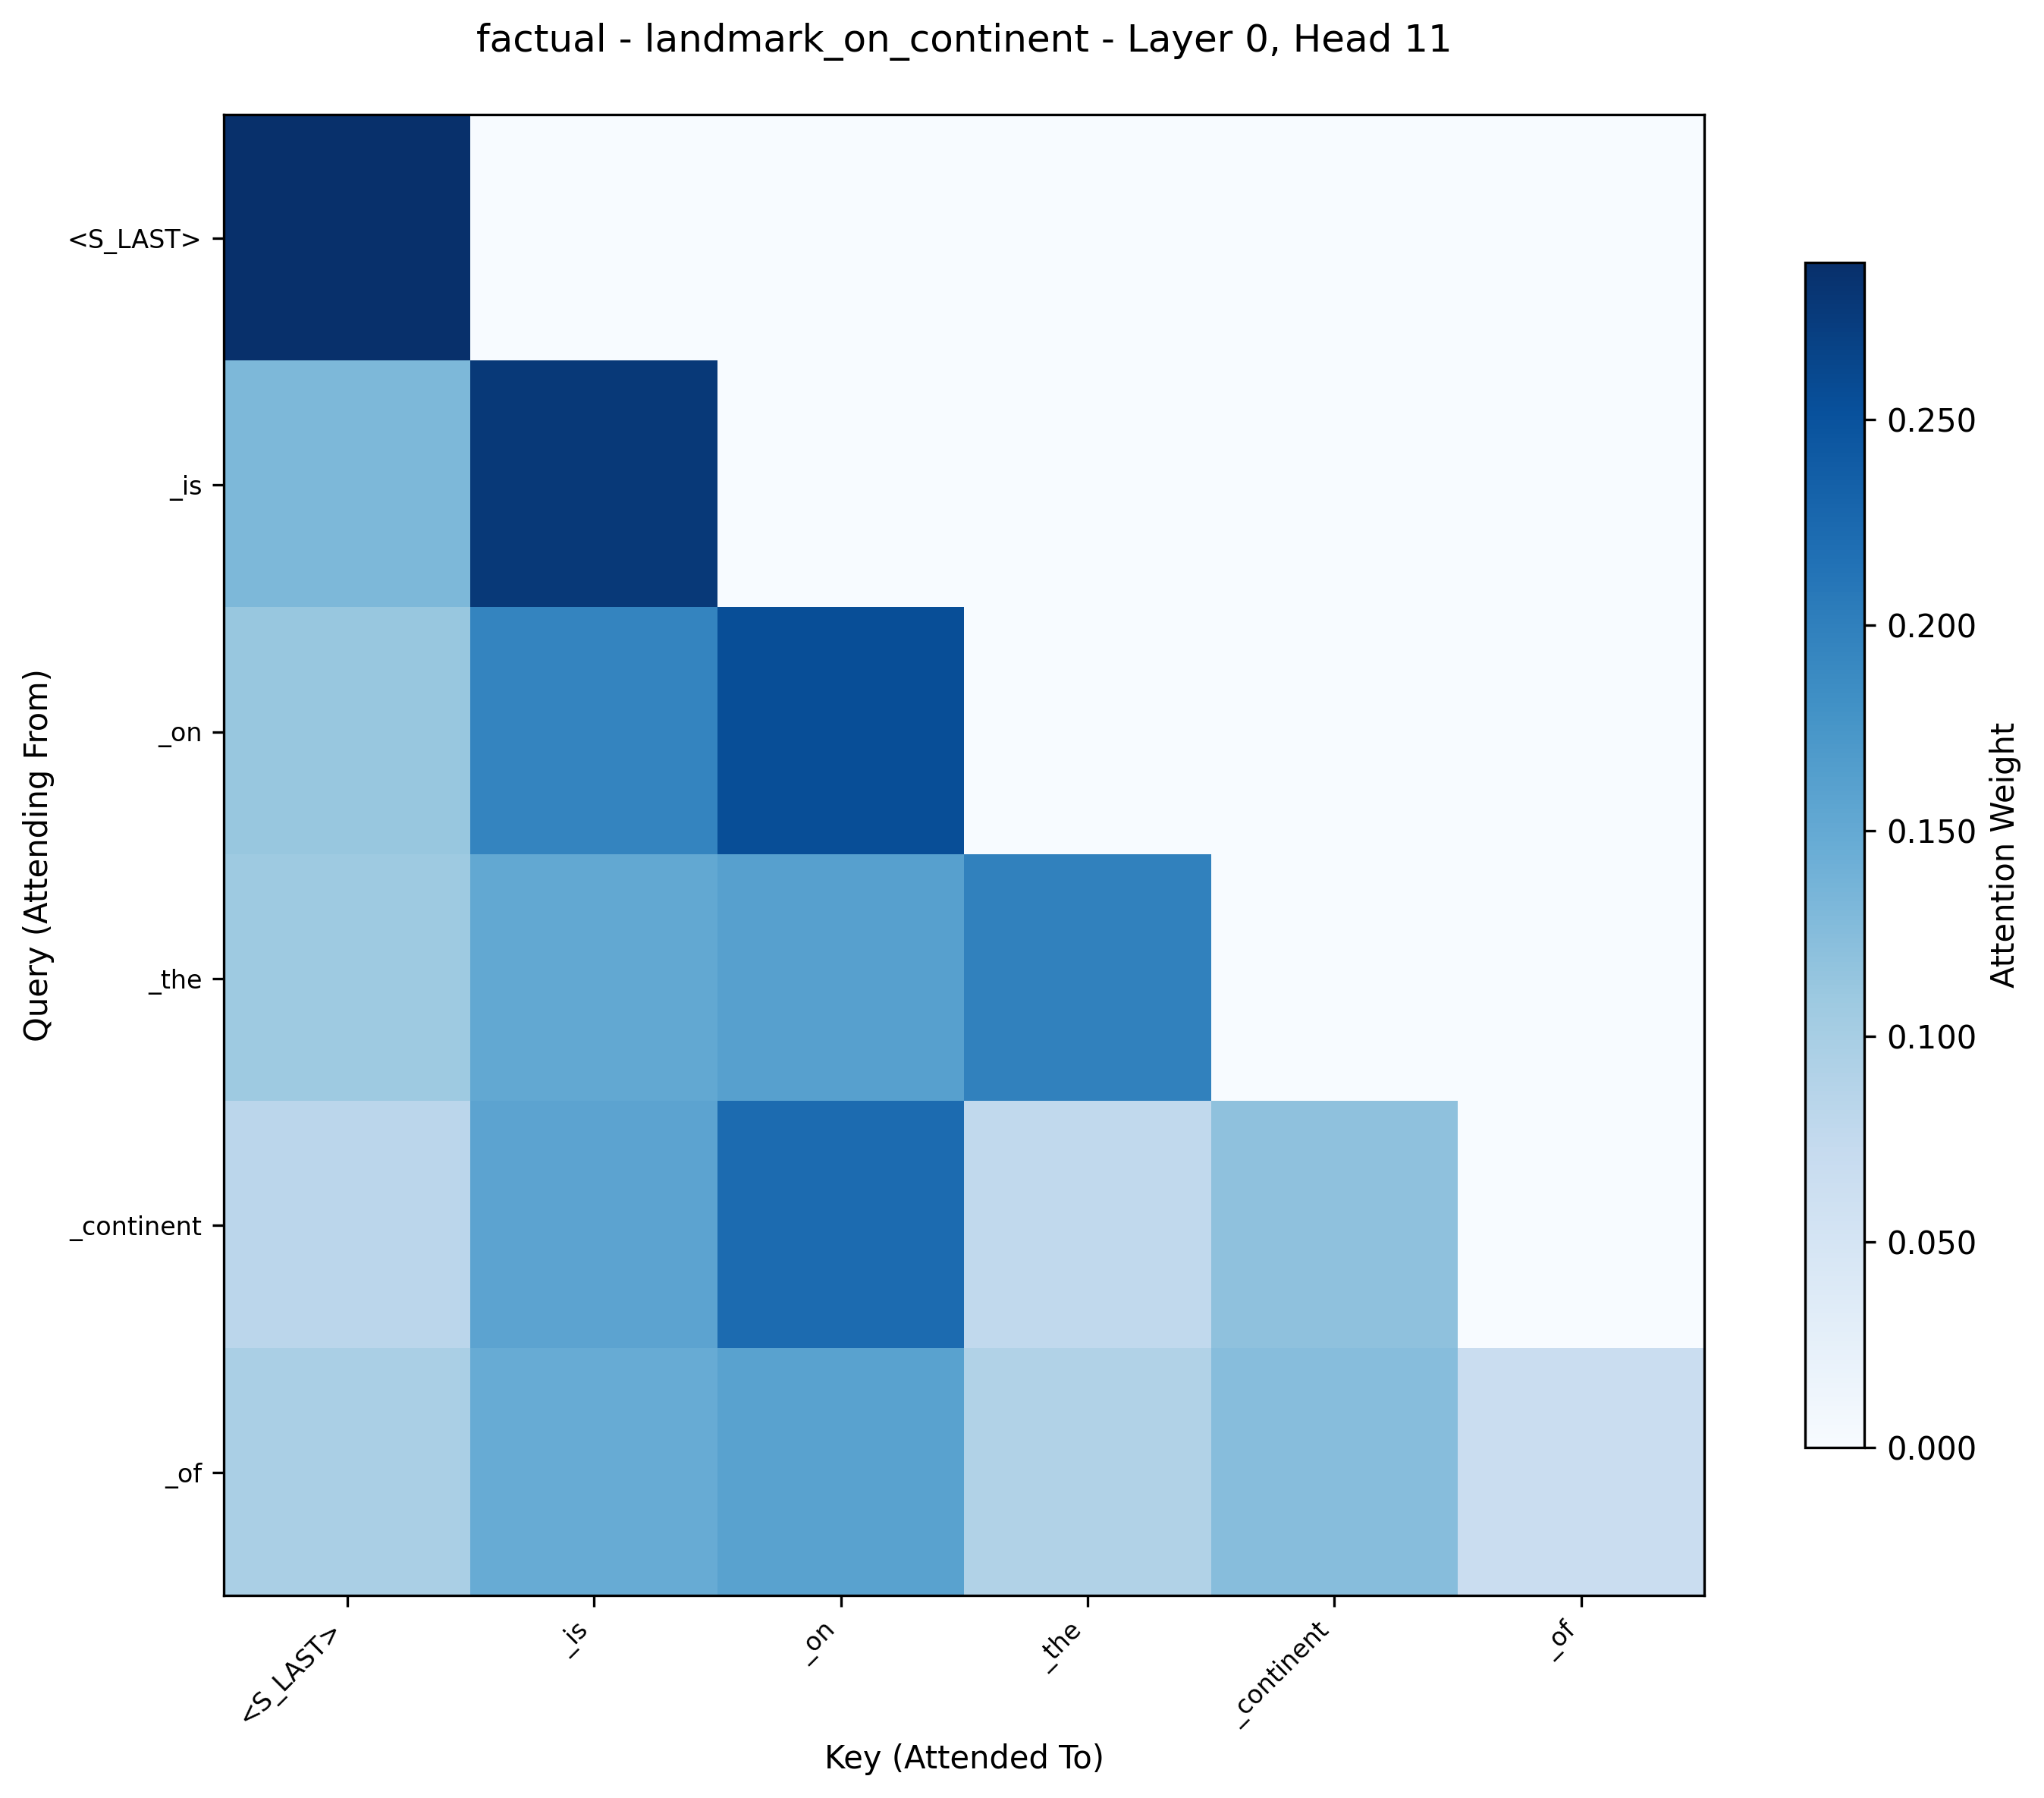 factual - landmark_on_continent - Layer 0, Head 11
Query (Attending From)
<S_LAST>
_is
_on
_the
_continent
_of
<S_LAST>
_is
_on
_the
_continent
_of
Key (Attended To)
0.250
0.200
0.150
0.100
0.050
0.000
Attention Weight